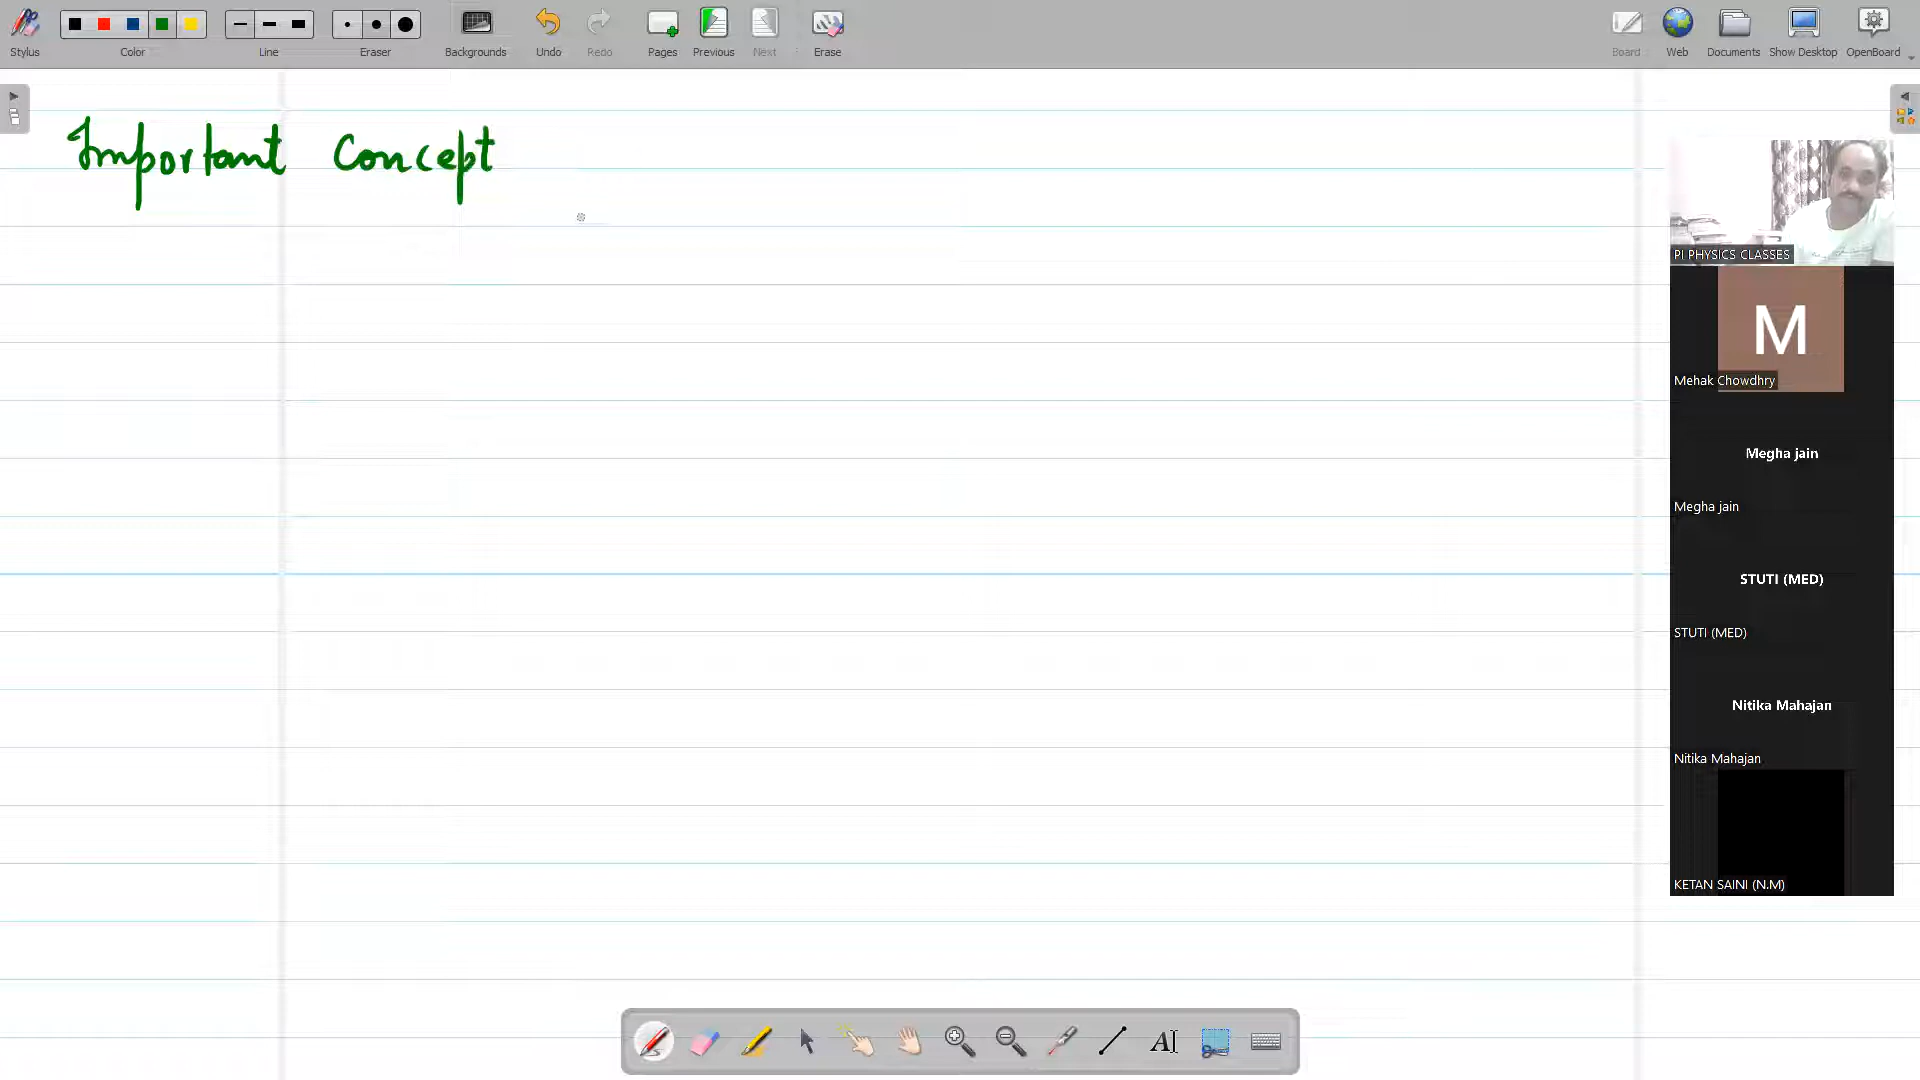 Stylus Color Line Eraser Backgrounds Undo Redo Pages Previous Next Erase Board Web Documents Show Desktop OpenBoard
Important Concept
PI PHYSICS CLASSES
M
Mehak Chowdhry
Megha jain
Megha jain
STUTI (MED)
STUTI (MED)
Nitika Mahajan
Nitika Mahajan
KETAN SAINI (N.M)
AI